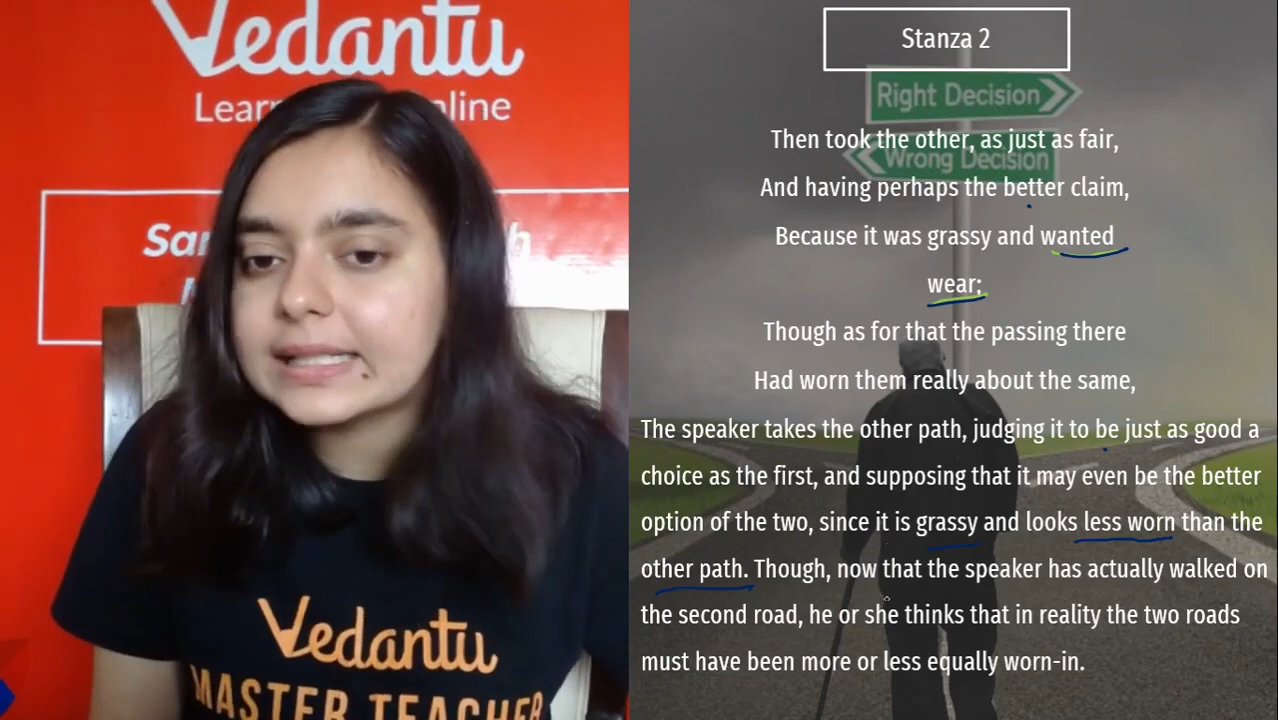 Vedantu
Stanza 2
Right Decision
Wrong Decision
Then took the other, as just as fair,
And having perhaps the better claim,
Because it was grassy and wanted
wear;
Though as for that the passing there
Had worn them really about the same,
The speaker takes the other path, judging it to be just as good a
choice as the first, and supposing that it may even be the better
option of the two, since it is grassy and looks less worn than the
other path. Though, now that the speaker has actually walked on
the second road, he or she thinks that in reality the two roads
must have been more or less equally worn-in.
Vedantu
MASTER TEACHER